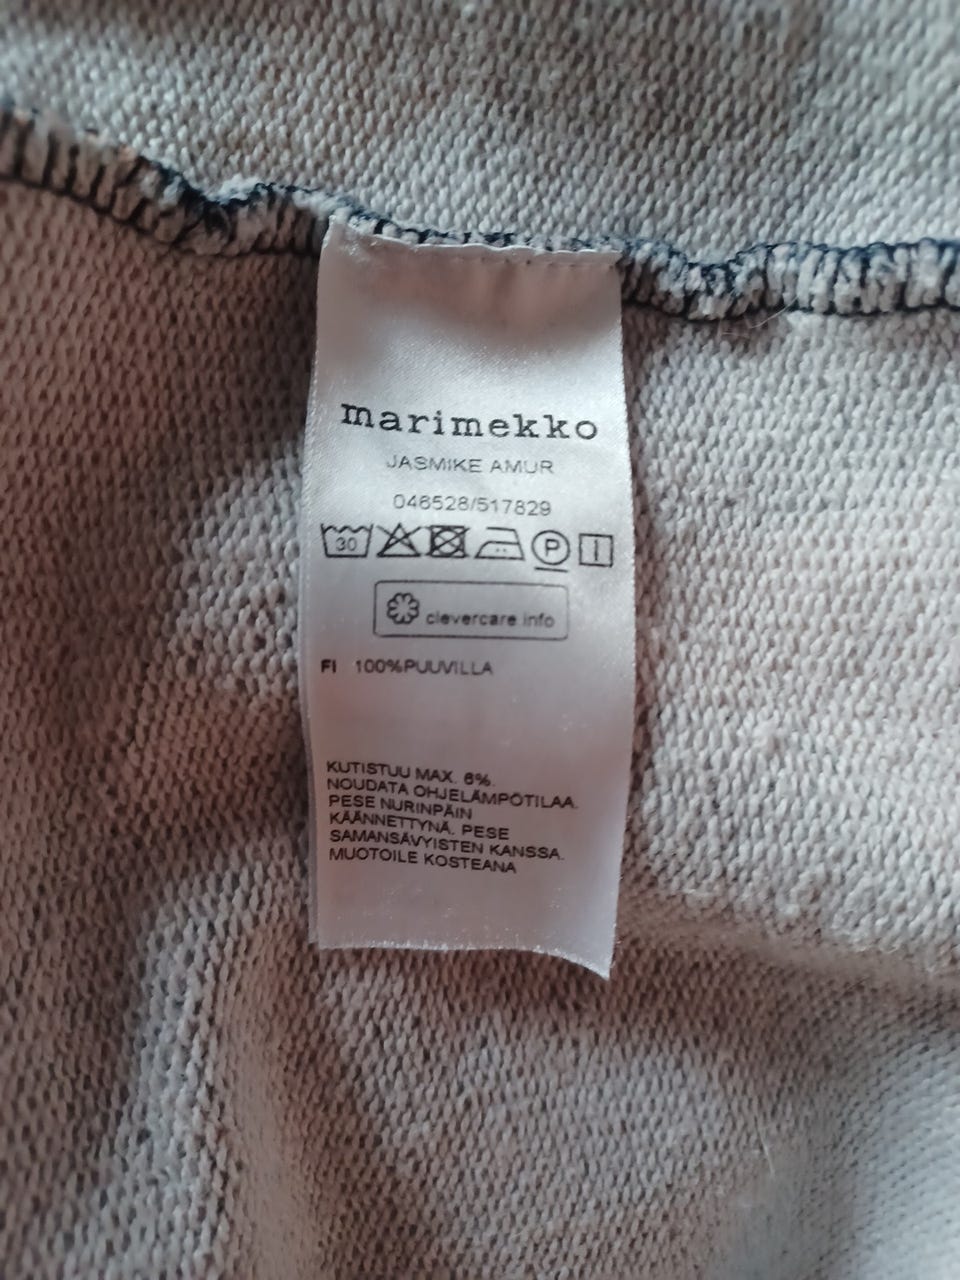 marimekko
JASMIKE AMUR
046528/517829
30 P
clevercare.info
FI 100%PUUVILLA
KUTISTUU MAX. 6%.
NOUDATA OHJELÄMPÖTILAA.
PESE NURINPÄIN
KÄÄNNETTYNÄ. PESE
SAMANSÄVYISTEN KANSSA.
MUOTOILE KOSTEANA